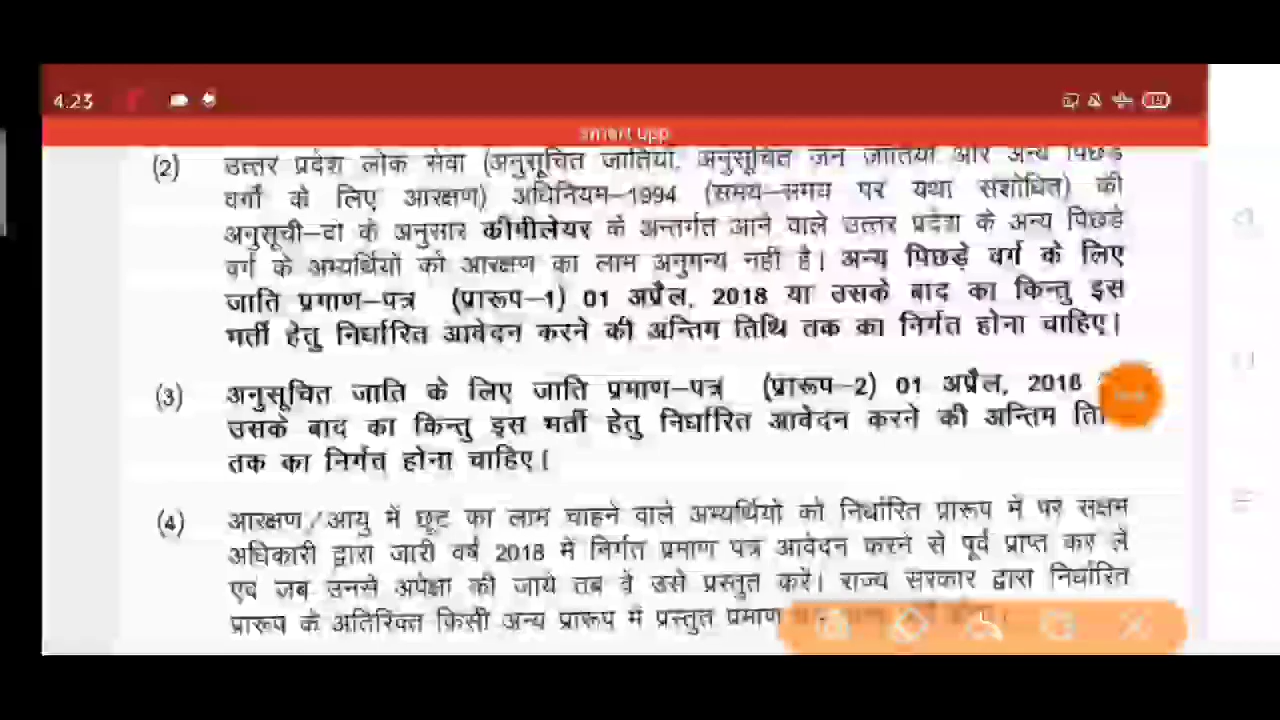 4.23
smart upp
(2) उत्तर प्रदेश लोक सेवा (अनुसूचित जातियों, अनुसूचित जन जातियों और अन्य पिछड़े
वर्गों के लिए आरक्षण) अधिनियम-1994 (समय-समय पर यथा संशोधित) की
अनुसूची-दो के अनुसार क्रीमीलेयर के अन्तर्गत आने वाले उत्तर प्रदेश के अन्य पिछड़े
वर्ग के अभ्यर्थियों को आरक्षण का लाभ अनुमन्य नहीं है। अन्य पिछड़े वर्ग के लिए
जाति प्रमाण-पत्र (प्रारूप-1) 01 अप्रैल, 2018 या उसके बाद का किन्तु इस
भर्ती हेतु निर्धारित आवेदन करने की अन्तिम तिथि तक का निर्गत होना चाहिए।
(3) अनुसूचित जाति के लिए जाति प्रमाण-पत्र (प्रारूप-2) 01 अप्रैल, 2018
उसके बाद का किन्तु इस भर्ती हेतु निर्धारित आवेदन करने की अन्तिम ति
तक का निर्गत होना चाहिए।
(4) आरक्षण/आयु में छूट का लाभ चाहने वाले अभ्यर्थियों को निर्धारित प्रारूप में पर सक्षम
अधिकारी द्वारा जारी वर्ष 2018 में निर्गत प्रमाण पत्र आवेदन करने से पूर्व प्राप्त कर लें
एवं जब उनसे अपेक्षा की जाये तब वे उसे प्रस्तुत करें। राज्य सरकार द्वारा निर्धारित
प्रारूप के अतिरिक्त किसी अन्य प्रारूप में प्रस्तुत प्रमाण